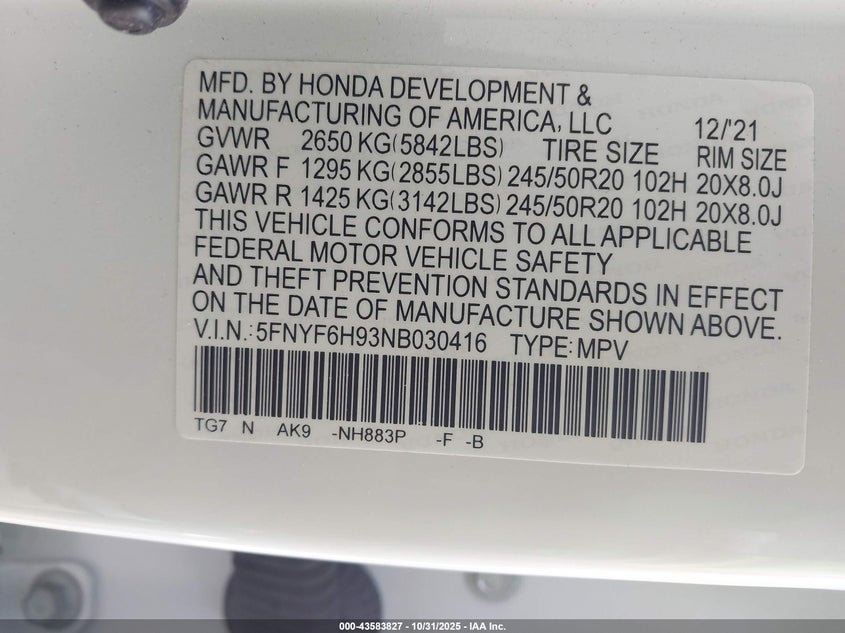 MFD. BY HONDA DEVELOPMENT &
MANUFACTURING OF AMERICA, LLC 12/'21
GVWR 2650 KG(5842LBS) TIRE SIZE RIM SIZE
GAWR F 1295 KG(2855LBS) 245/50R20 102H 20X8.0J
GAWR R 1425 KG(3142LBS) 245/50R20 102H 20X8.0J
THIS VEHICLE CONFORMS TO ALL APPLICABLE
FEDERAL MOTOR VEHICLE SAFETY
AND THEFT PREVENTION STANDARDS IN EFFECT
ON THE DATE OF MANUFACTURE SHOWN ABOVE.
V.I.N.:5FNYF6H93NB030416 TYPE:MPV
TG7 N AK9 -NH883P -F -B
000-43583827 - 10/31/2025 - IAA Inc.